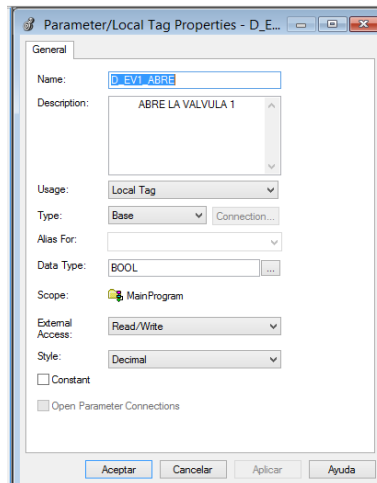 Parameter/Local Tag Properties - D_E...
General
Name: D_EV1_ABRE
Description: ABRE LA VALVULA 1
Usage: Local Tag
Type: Base Connection...
Alias For:
Data Type: BOOL ...
Scope: MainProgram
External Access: Read/Write
Style: Decimal
Constant
Open Parameter Connections
Aceptar Cancelar Aplicar Ayuda